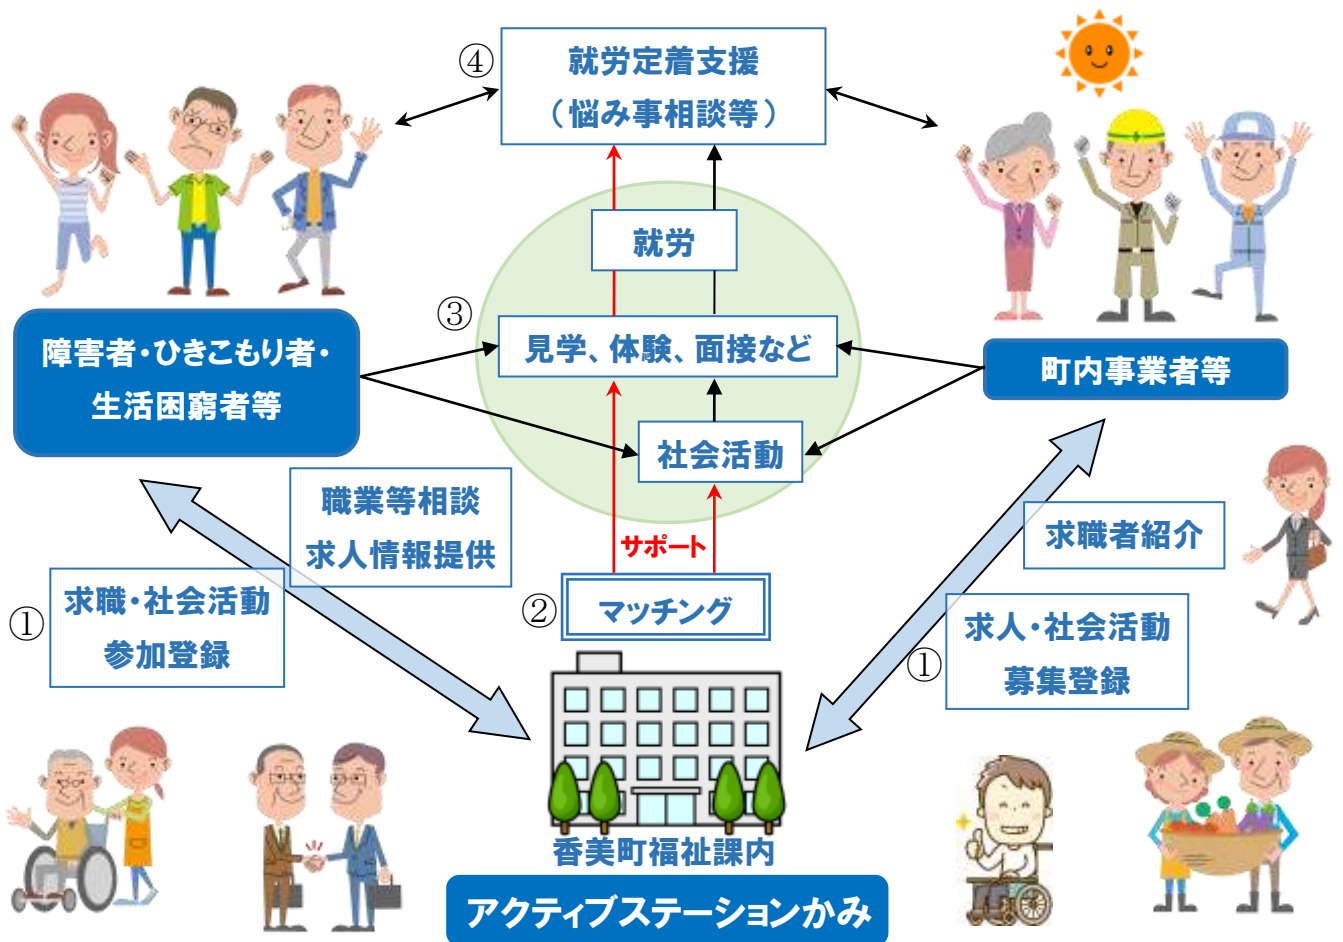 ④
就労定着支援
（悩み事相談等）
就労
③
見学、体験、面接など
障害者・ひきこもり者・
生活困窮者等
町内事業者等
社会活動
職業等相談
求人情報提供
サポート
求職者紹介
①
求職・社会活動
参加登録
②
マッチング
①
求人・社会活動
募集登録
香美町福祉課内
アクティブステーションかみ